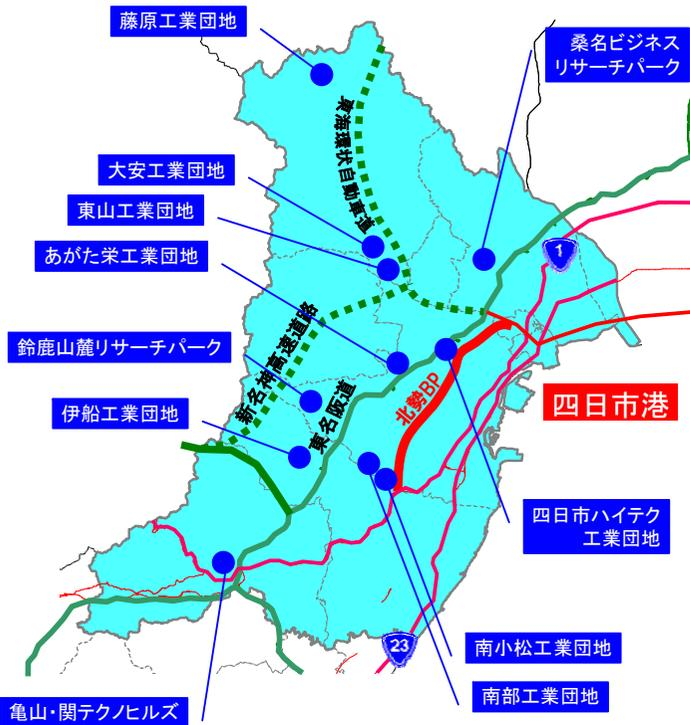 藤原工業団地
桑名ビジネス
リサーチパーク
東海環状自動車道
大安工業団地
東山工業団地
あがた栄工業団地
1
新名神高速道路
鈴鹿山麓リサーチパーク
東名阪道
北勢BP
四日市港
伊船工業団地
四日市ハイテク
工業団地
23
南小松工業団地
南部工業団地
亀山・関テクノヒルズ